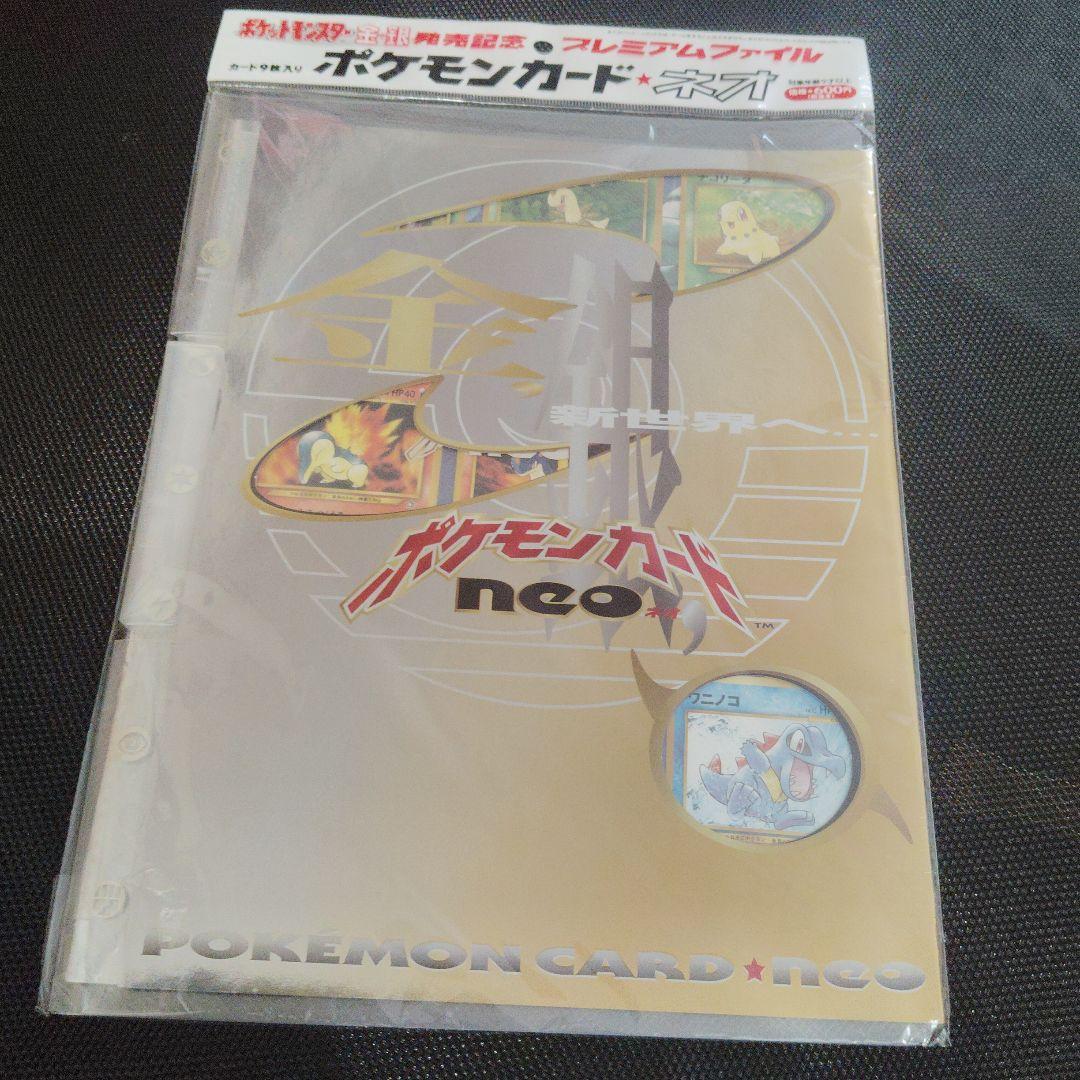 ポケットモンスター金・銀発売記念 プレミアムファイル
カード9枚入り ポケモンカード★ネオ
価格・600円
チコリータ
金
銀、
HP40
新世界へ...
ポケモンカード
neo
ネオ
TM
ワニノコ
HP
POKÉMON CARD★neo